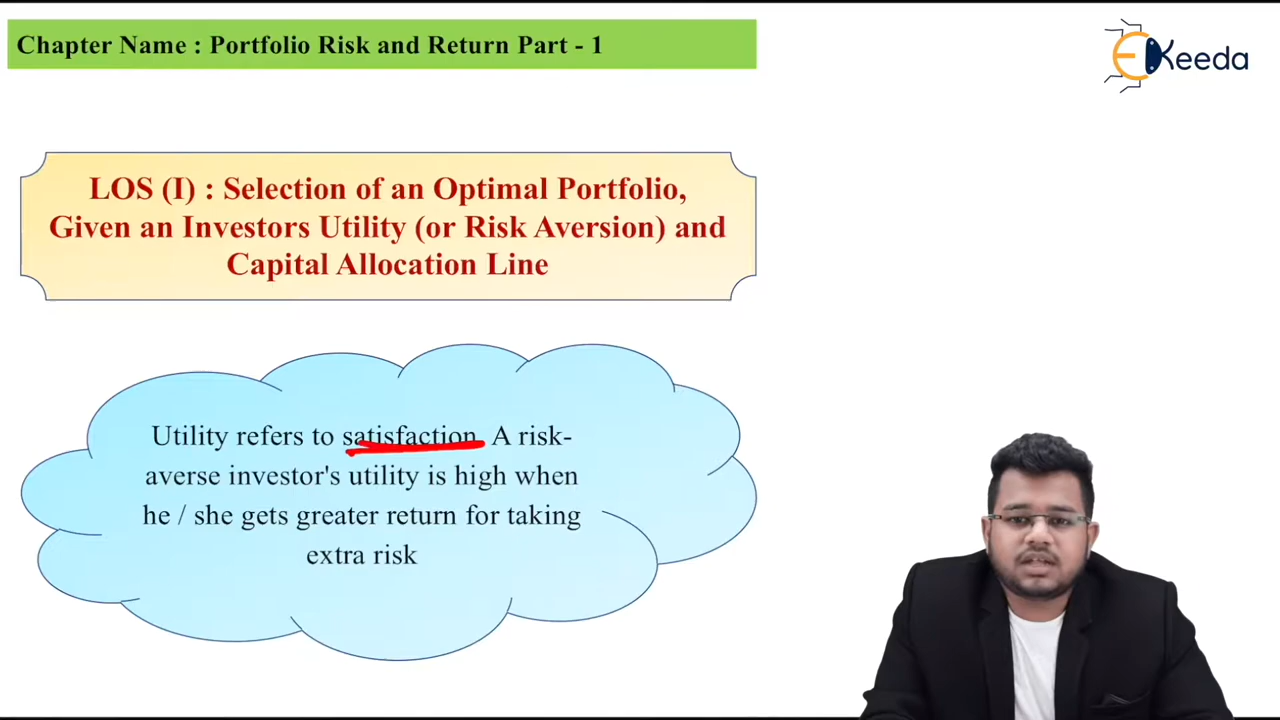 Chapter Name : Portfolio Risk and Return Part - 1
EKeeda
LOS (I) : Selection of an Optimal Portfolio,
Given an Investors Utility (or Risk Aversion) and
Capital Allocation Line
Utility refers to satisfaction. A risk-
averse investor's utility is high when
he / she gets greater return for taking
extra risk